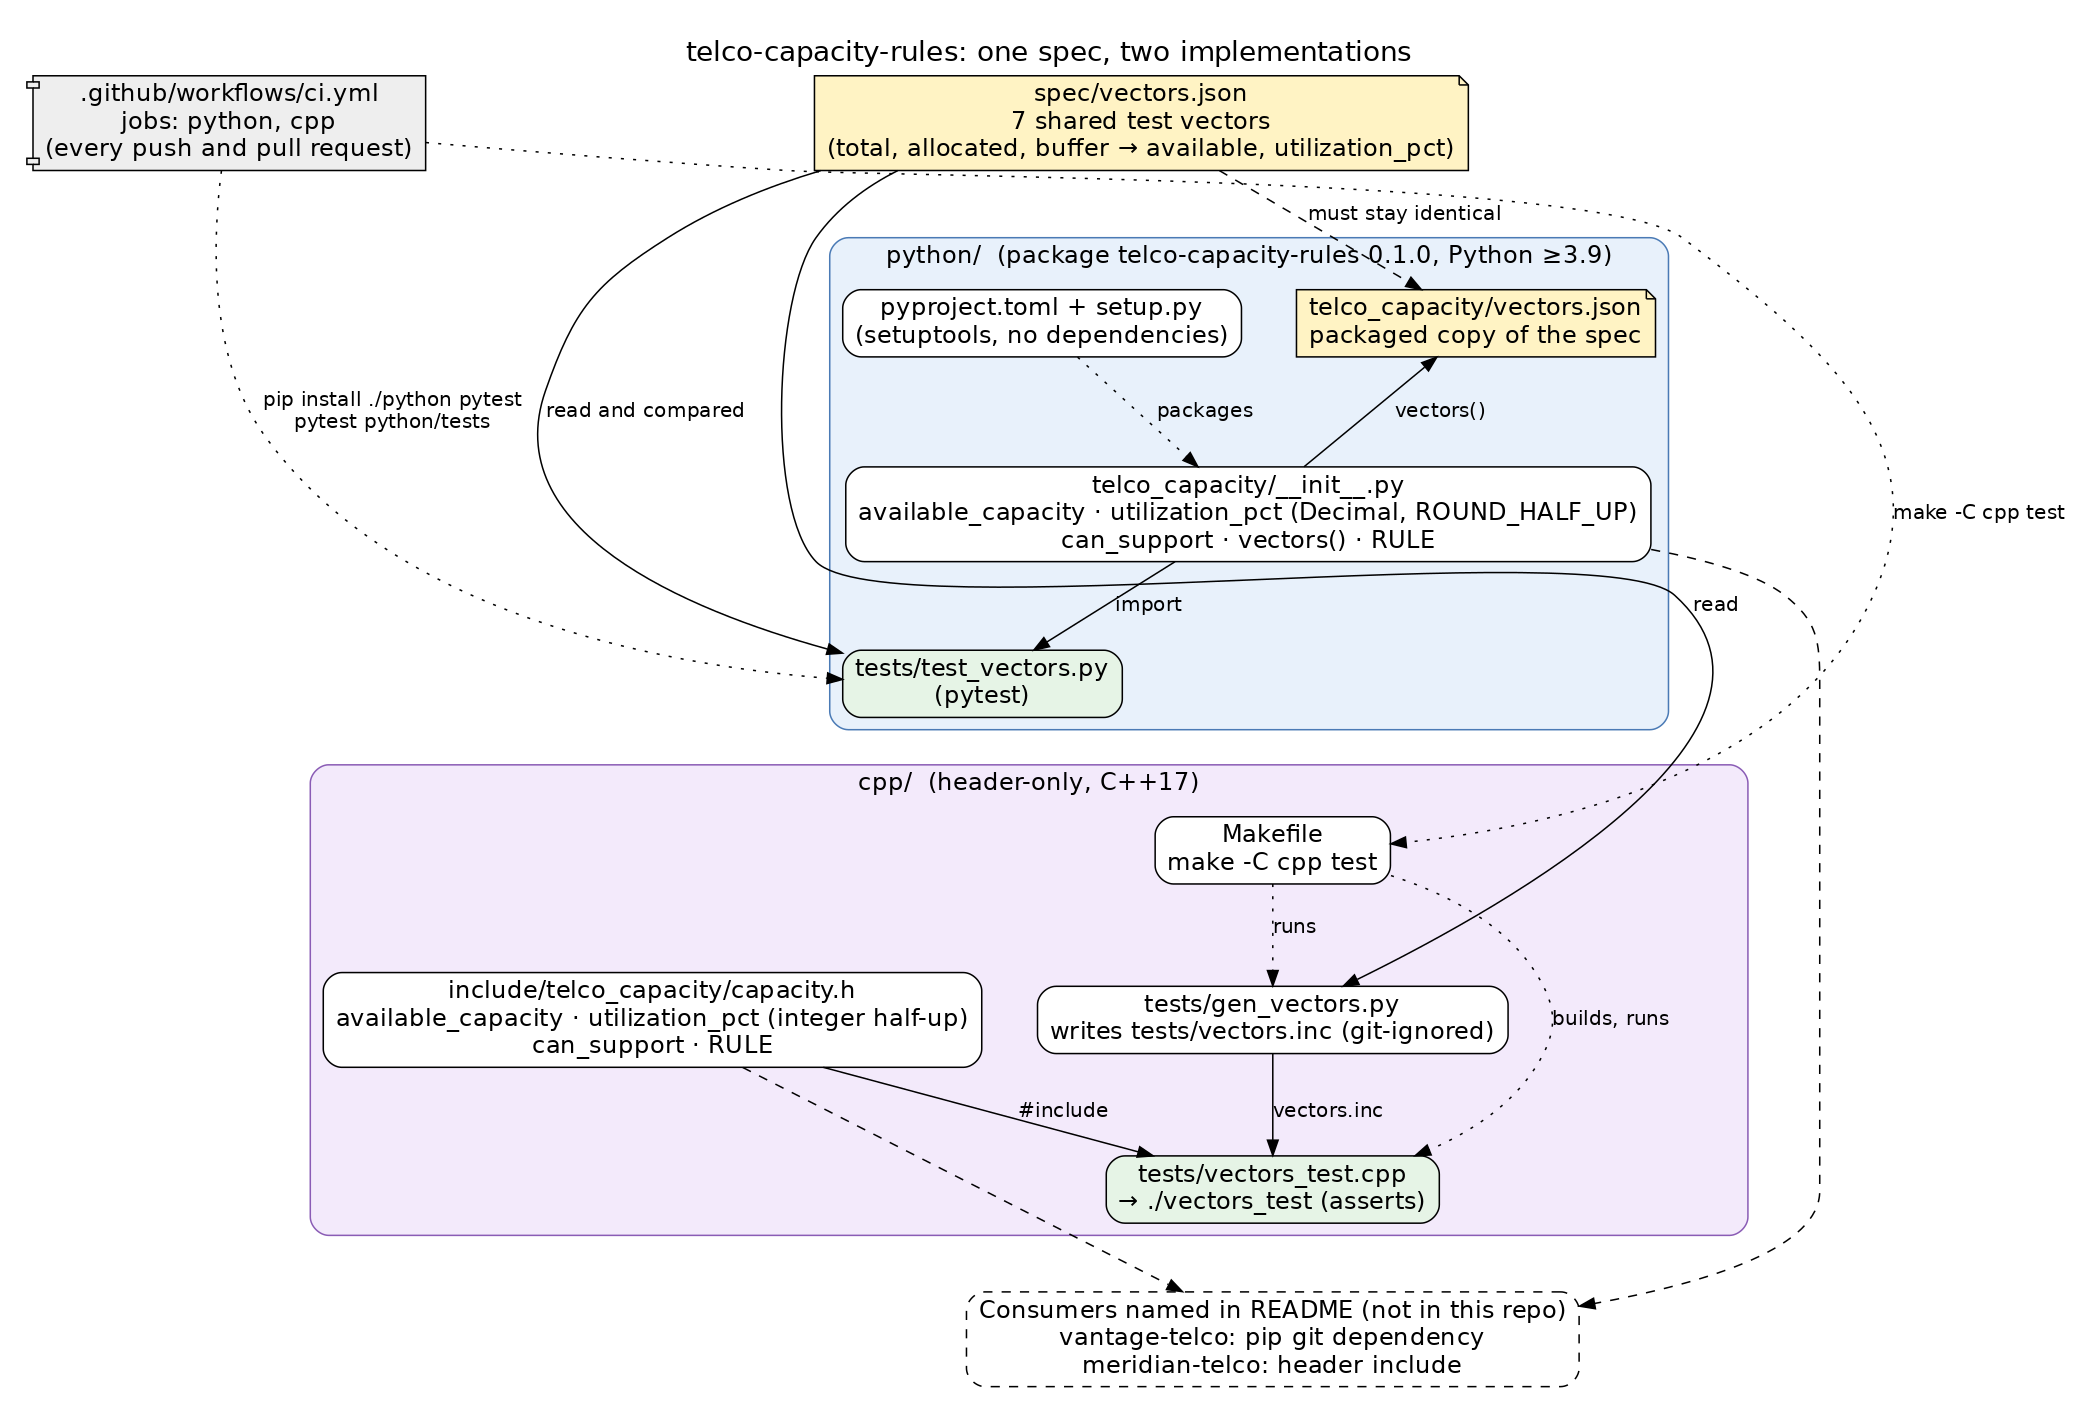 telco-capacity-rules: one spec, two implementations
.github/workflows/ci.yml
jobs: python, cpp
(every push and pull request)
spec/vectors.json
7 shared test vectors
(total, allocated, buffer → available, utilization_pct)
must stay identical
python/  (package telco-capacity-rules 0.1.0, Python ≥3.9)
pyproject.toml + setup.py
(setuptools, no dependencies)
telco_capacity/vectors.json
packaged copy of the spec
pip install ./python pytest
pytest python/tests
read and compared
packages
vectors()
telco_capacity/__init__.py
available_capacity · utilization_pct (Decimal, ROUND_HALF_UP)
can_support · vectors() · RULE
make -C cpp test
import
read
tests/test_vectors.py
(pytest)
cpp/  (header-only, C++17)
Makefile
make -C cpp test
runs
include/telco_capacity/capacity.h
available_capacity · utilization_pct (integer half-up)
can_support · RULE
tests/gen_vectors.py
writes tests/vectors.inc (git-ignored)
builds, runs
#include
vectors.inc
tests/vectors_test.cpp
→ ./vectors_test (asserts)
Consumers named in README (not in this repo)
vantage-telco: pip git dependency
meridian-telco: header include